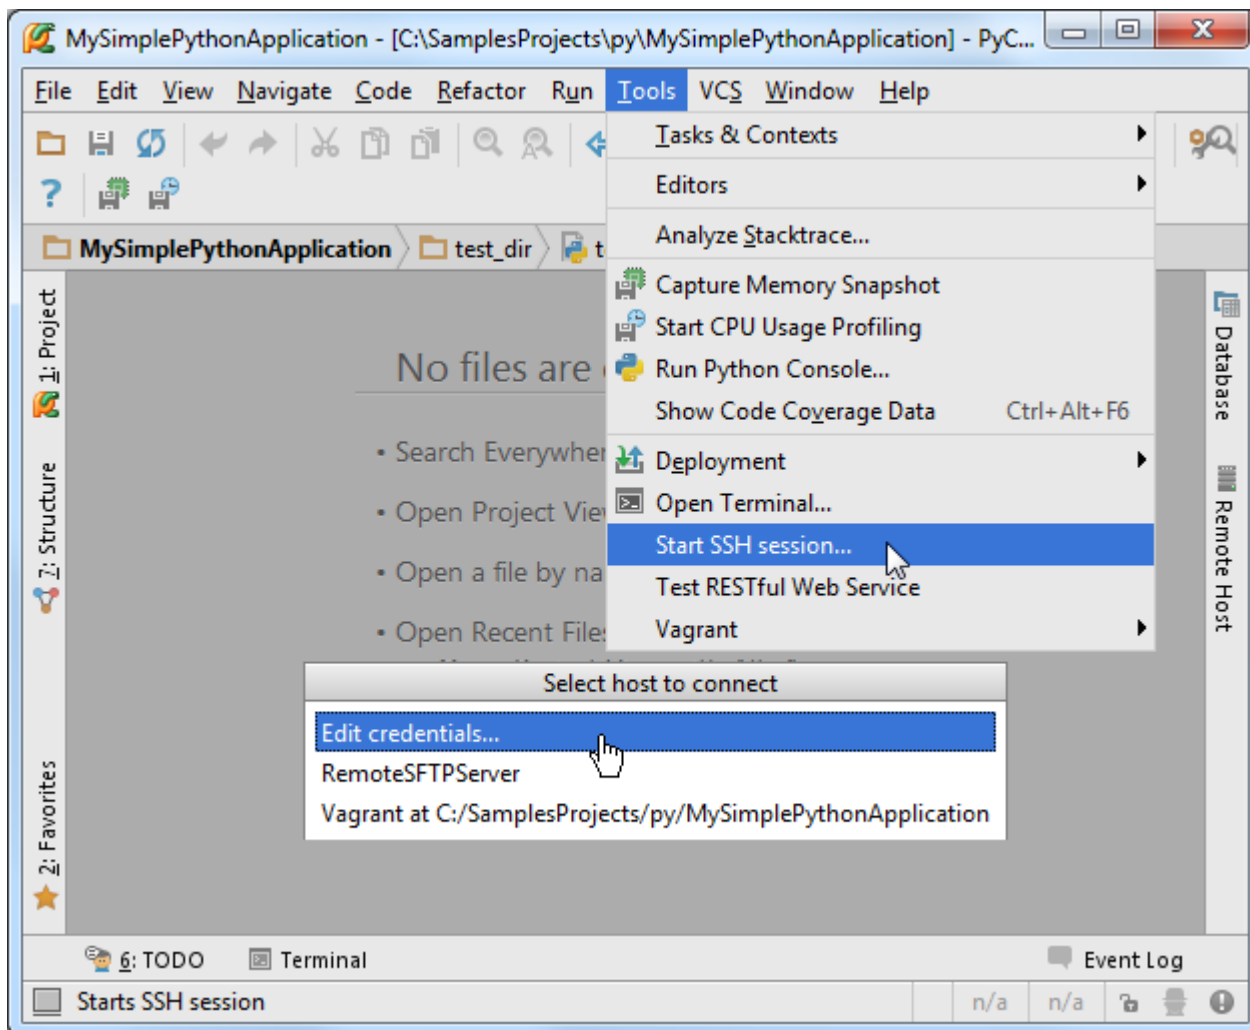 MySimplePythonApplication - [C:\SamplesProjects\py\MySimplePythonApplication] - PyC...
File Edit View Navigate Code Refactor Run Tools VCS Window Help
Tasks & Contexts
Editors
Analyze Stacktrace...
Capture Memory Snapshot
Start CPU Usage Profiling
Run Python Console...
Show Code Coverage Data Ctrl+Alt+F6
Deployment
Open Terminal...
Start SSH session...
Test RESTful Web Service
Vagrant
MySimplePythonApplication test_dir t
1: Project
7: Structure
2: Favorites
No files are
• Search Everywher
• Open Project Vie
• Open a file by na
• Open Recent Files
Database
Remote Host
Select host to connect
Edit credentials...
RemoteSFTPServer
Vagrant at C:/SamplesProjects/py/MySimplePythonApplication
6: TODO Terminal Event Log
Starts SSH session n/a n/a